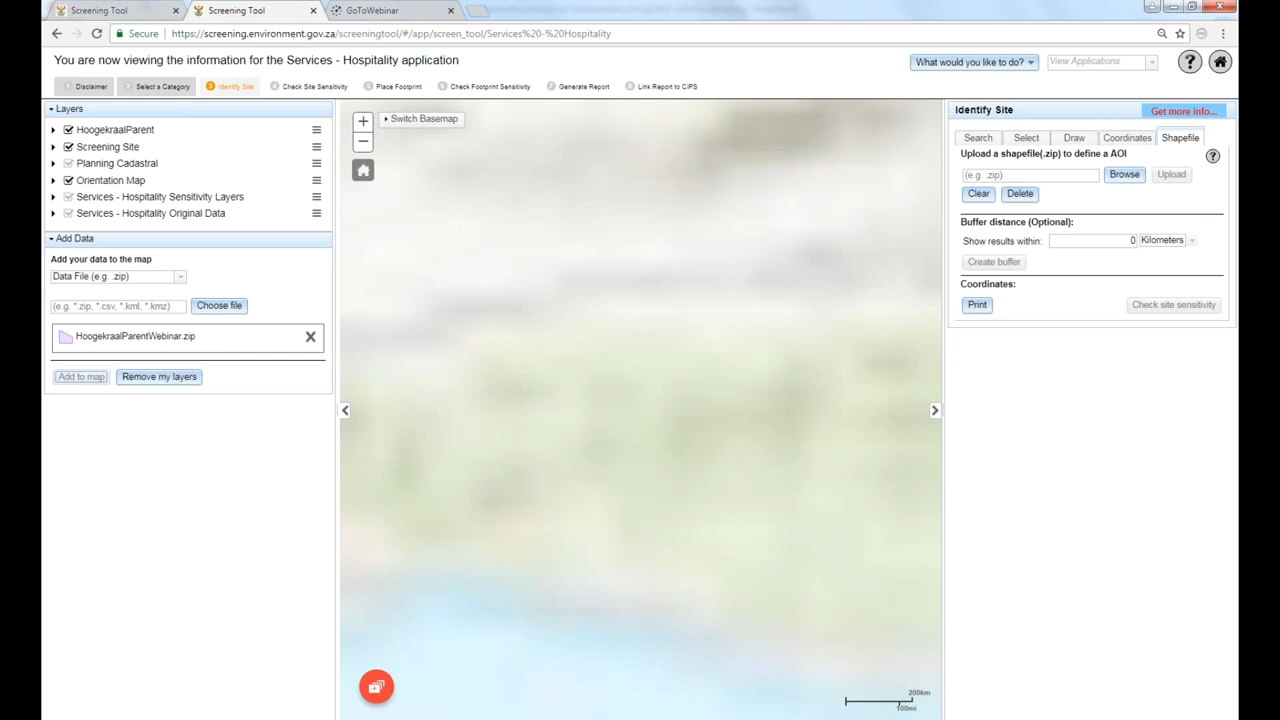 Screening Tool
Screening Tool
GoToWebinar
Secure
https://screening.environment.gov.za/screeningtool/#/app/screen_tool/Services%20-%20Hospitality
You are now viewing the information for the Services - Hospitality application
What would you like to do?
View Applications
?
Disclaimer
Select a Category
3 Identify Site
4 Check Site Sensitivity
5 Place Footprint
6 Check Footprint Sensitivity
7 Generate Report
8 Link Report to CIPS
Layers
HoogekraalParent
Screening Site
Planning Cadastral
Orientation Map
Services - Hospitality Sensitivity Layers
Services - Hospitality Original Data
Add Data
Add your data to the map
Data File (e.g. .zip)
(e.g. *.zip, *.csv, *.kml, *.kmz)
Choose file
HoogekraalParentWebinar.zip
X
Add to map
Remove my layers
+
−
Switch Basemap
200km
100mi
Identify Site
Get more info...
Search
Select
Draw
Coordinates
Shapefile
Upload a shapefile(.zip) to define a AOI
?
(e.g. .zip)
Browse
Upload
Clear
Delete
Buffer distance (Optional):
Show results within:
0
Kilometers
Create buffer
Coordinates:
Print
Check site sensitivity